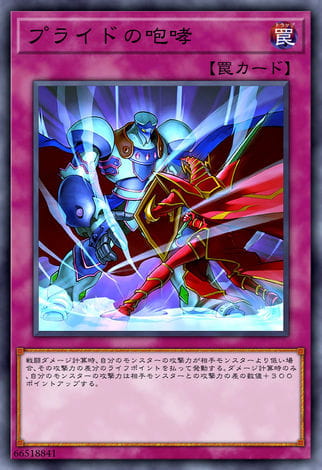 プライドの咆哮
トラップ
罠
【罠カード】
戦闘ダメージ計算時、自分のモンスターの攻撃力が相手モンスターより低い場
合、その攻撃力の差分のライフポイントを払って発動する。ダメージ計算時のみ
、自分のモンスターの攻撃力は相手モンスターとの攻撃力の差の数値＋３００
ポイントアップする。
66518841